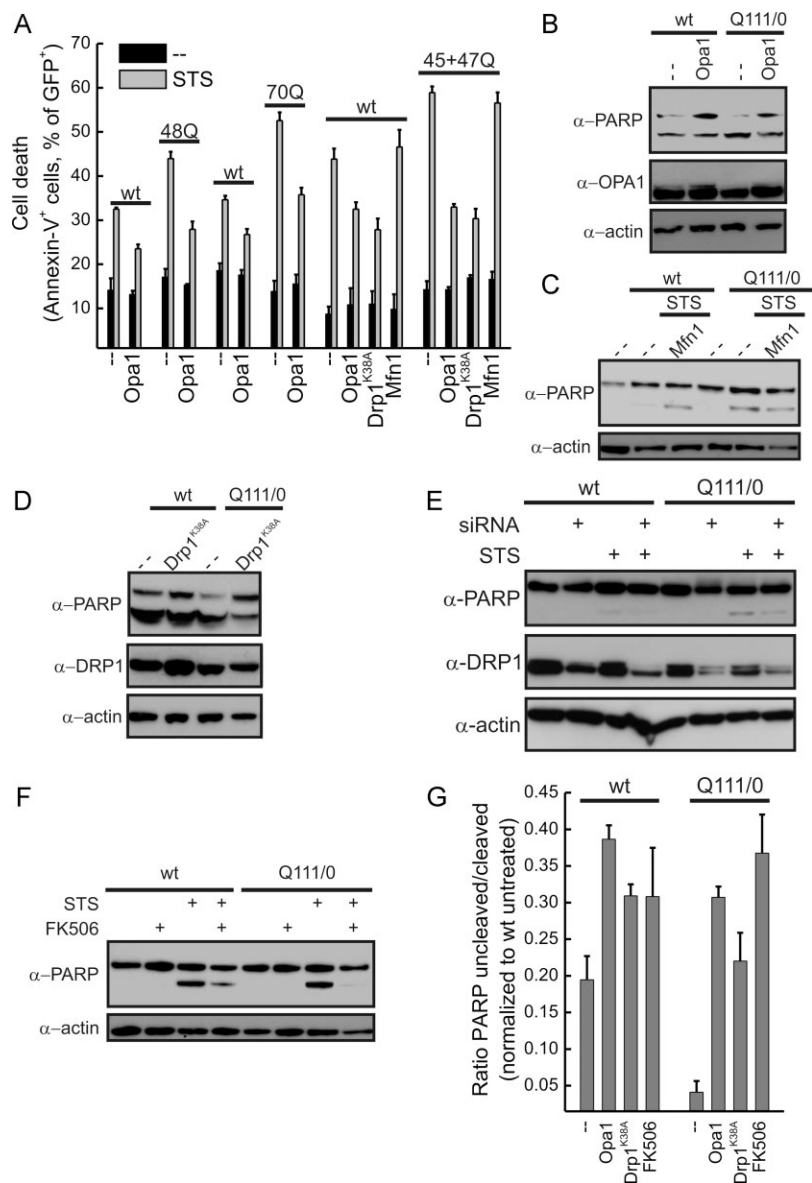 A
--
STS
Cell death
(Annexin-V⁺ cells, % of GFP⁺)
70
60
50
40
30
20
10
wt
48Q
wt
70Q
wt
45+47Q
--
Opa1
--
Opa1
--
Opa1
--
Opa1
--
Opa1
Drp1ᴷ³⁸ᴬ
Mfn1
--
Opa1
Drp1ᴷ³⁸ᴬ
Mfn1
B
wt Q111/0
-- Opa1 -- Opa1
α–PARP
α–OPA1
α–actin
C
wt Q111/0
STS STS
-- -- Mfn1 -- -- Mfn1
α–PARP
α–actin
D
wt Q111/0
-- Drp1ᴷ³⁸ᴬ -- Drp1ᴷ³⁸ᴬ
α–PARP
α–DRP1
α–actin
E
wt Q111/0
siRNA + + + +
STS + + + +
α-PARP
α-DRP1
α-actin
F
wt Q111/0
STS + + + +
FK506 + + + +
α–PARP
α–actin
G
Ratio PARP uncleaved/cleaved
(normalized to wt untreated)
0.45
0.40
0.35
0.30
0.25
0.20
0.15
0.10
0.05
wt Q111/0
--
Opa1
Drp1ᴷ³⁸ᴬ
FK506
--
Opa1
Drp1ᴷ³⁸ᴬ
FK506